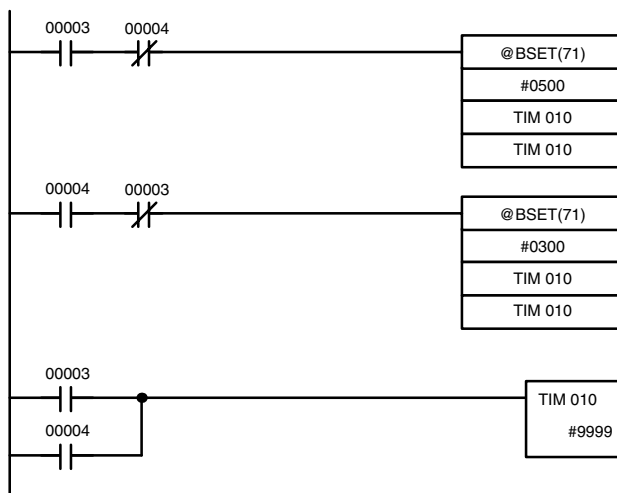 00003 00004
@BSET(71)
#0500
TIM 010
TIM 010
00004 00003
@BSET(71)
#0300
TIM 010
TIM 010
00003
TIM 010
#9999
00004